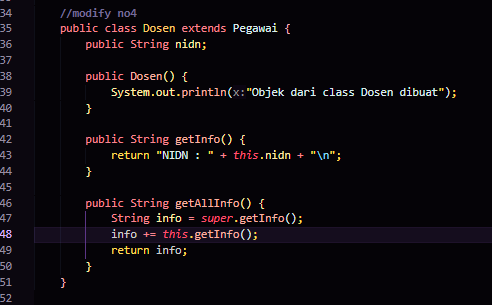 34 //modify no4
35 public class Dosen extends Pegawai {
36 public String nidn;
37
38 public Dosen() {
39 System.out.println(x:"Objek dari class Dosen dibuat");
40 }
41
42 public String getInfo() {
43 return "NIDN : " + this.nidn + "\n";
44 }
45
46 public String getAllInfo() {
47 String info = super.getInfo();
48 info += this.getInfo();
49 return info;
50 }
51 }
52